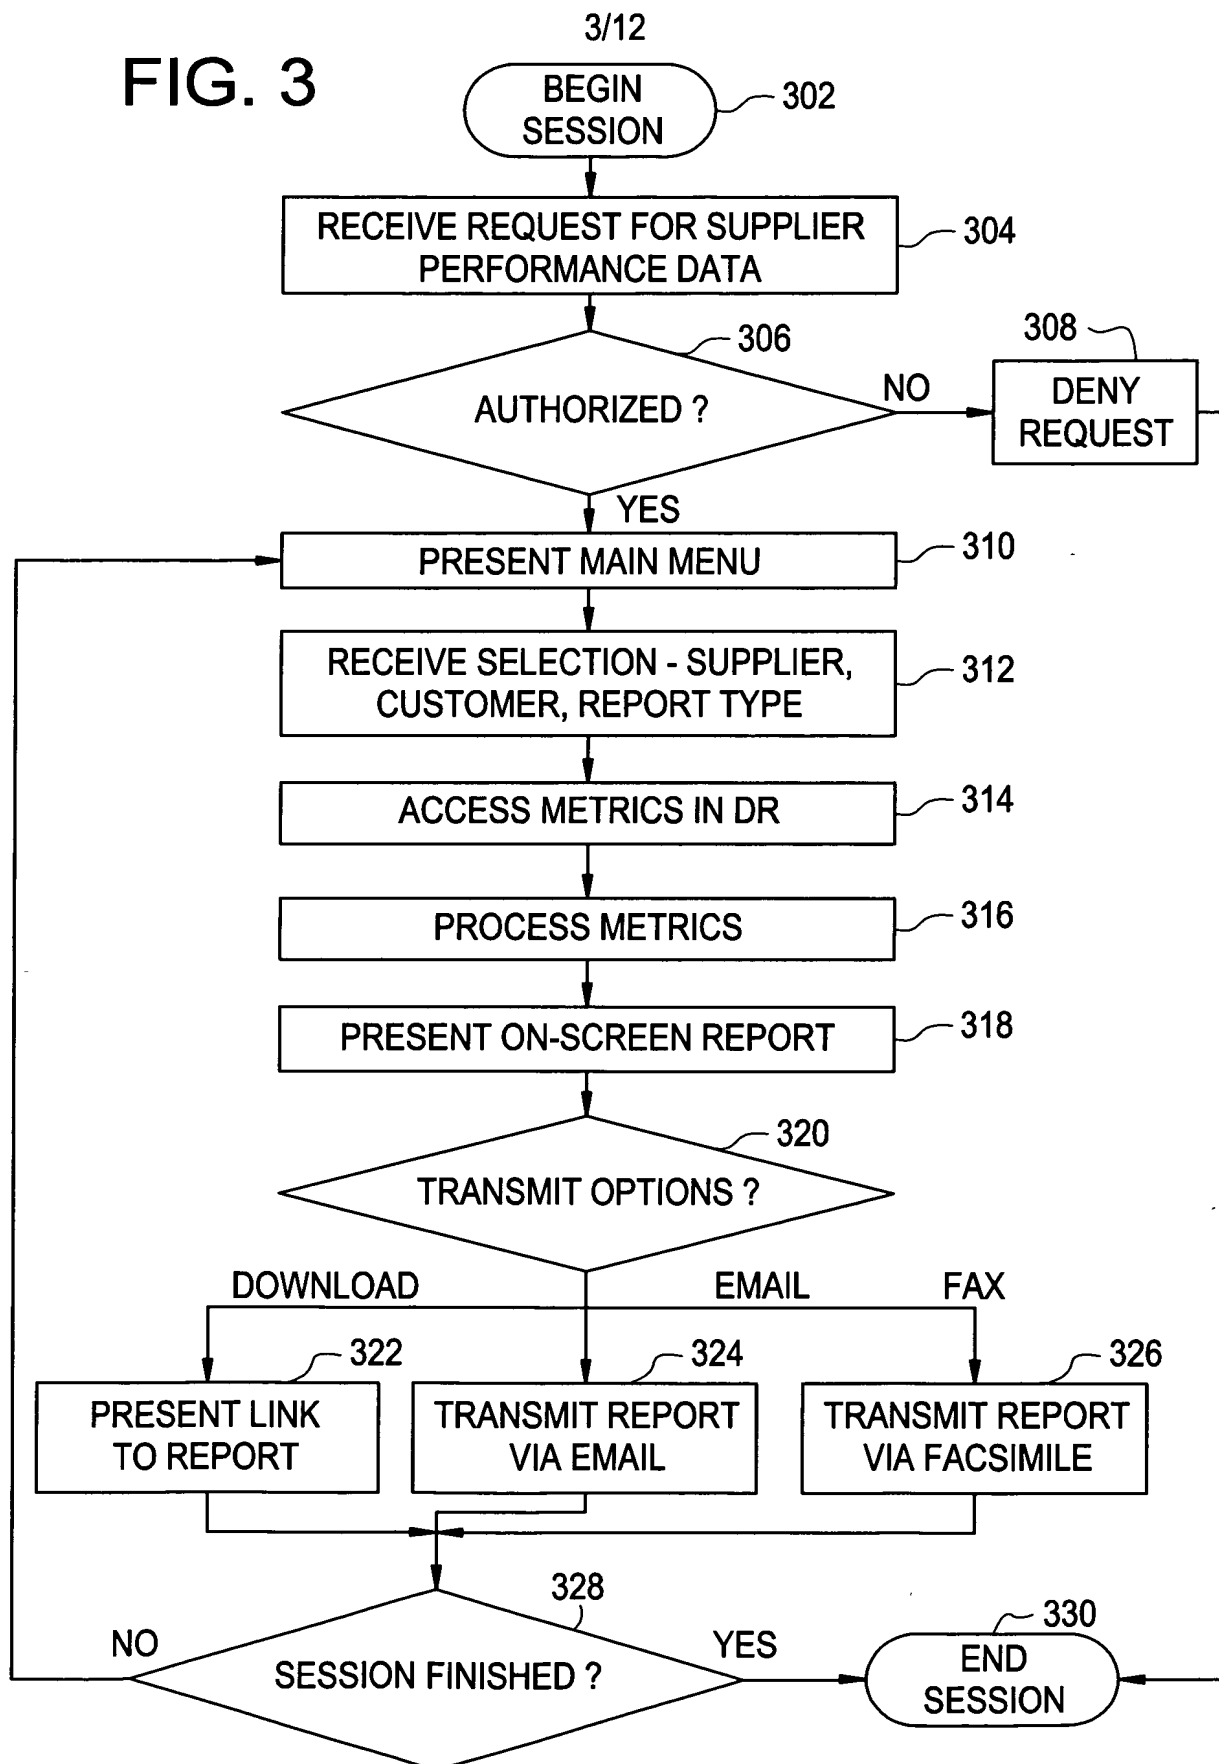 3/12
FIG. 3
BEGIN
SESSION
302
RECEIVE REQUEST FOR SUPPLIER
PERFORMANCE DATA
304
306
AUTHORIZED ?
NO
308
DENY
REQUEST
YES
PRESENT MAIN MENU
310
RECEIVE SELECTION - SUPPLIER,
CUSTOMER, REPORT TYPE
312
ACCESS METRICS IN DR
314
PROCESS METRICS
316
PRESENT ON-SCREEN REPORT
318
320
TRANSMIT OPTIONS ?
DOWNLOAD
EMAIL
FAX
322
PRESENT LINK
TO REPORT
324
TRANSMIT REPORT
VIA EMAIL
326
TRANSMIT REPORT
VIA FACSIMILE
328
NO
SESSION FINISHED ?
YES
330
END
SESSION